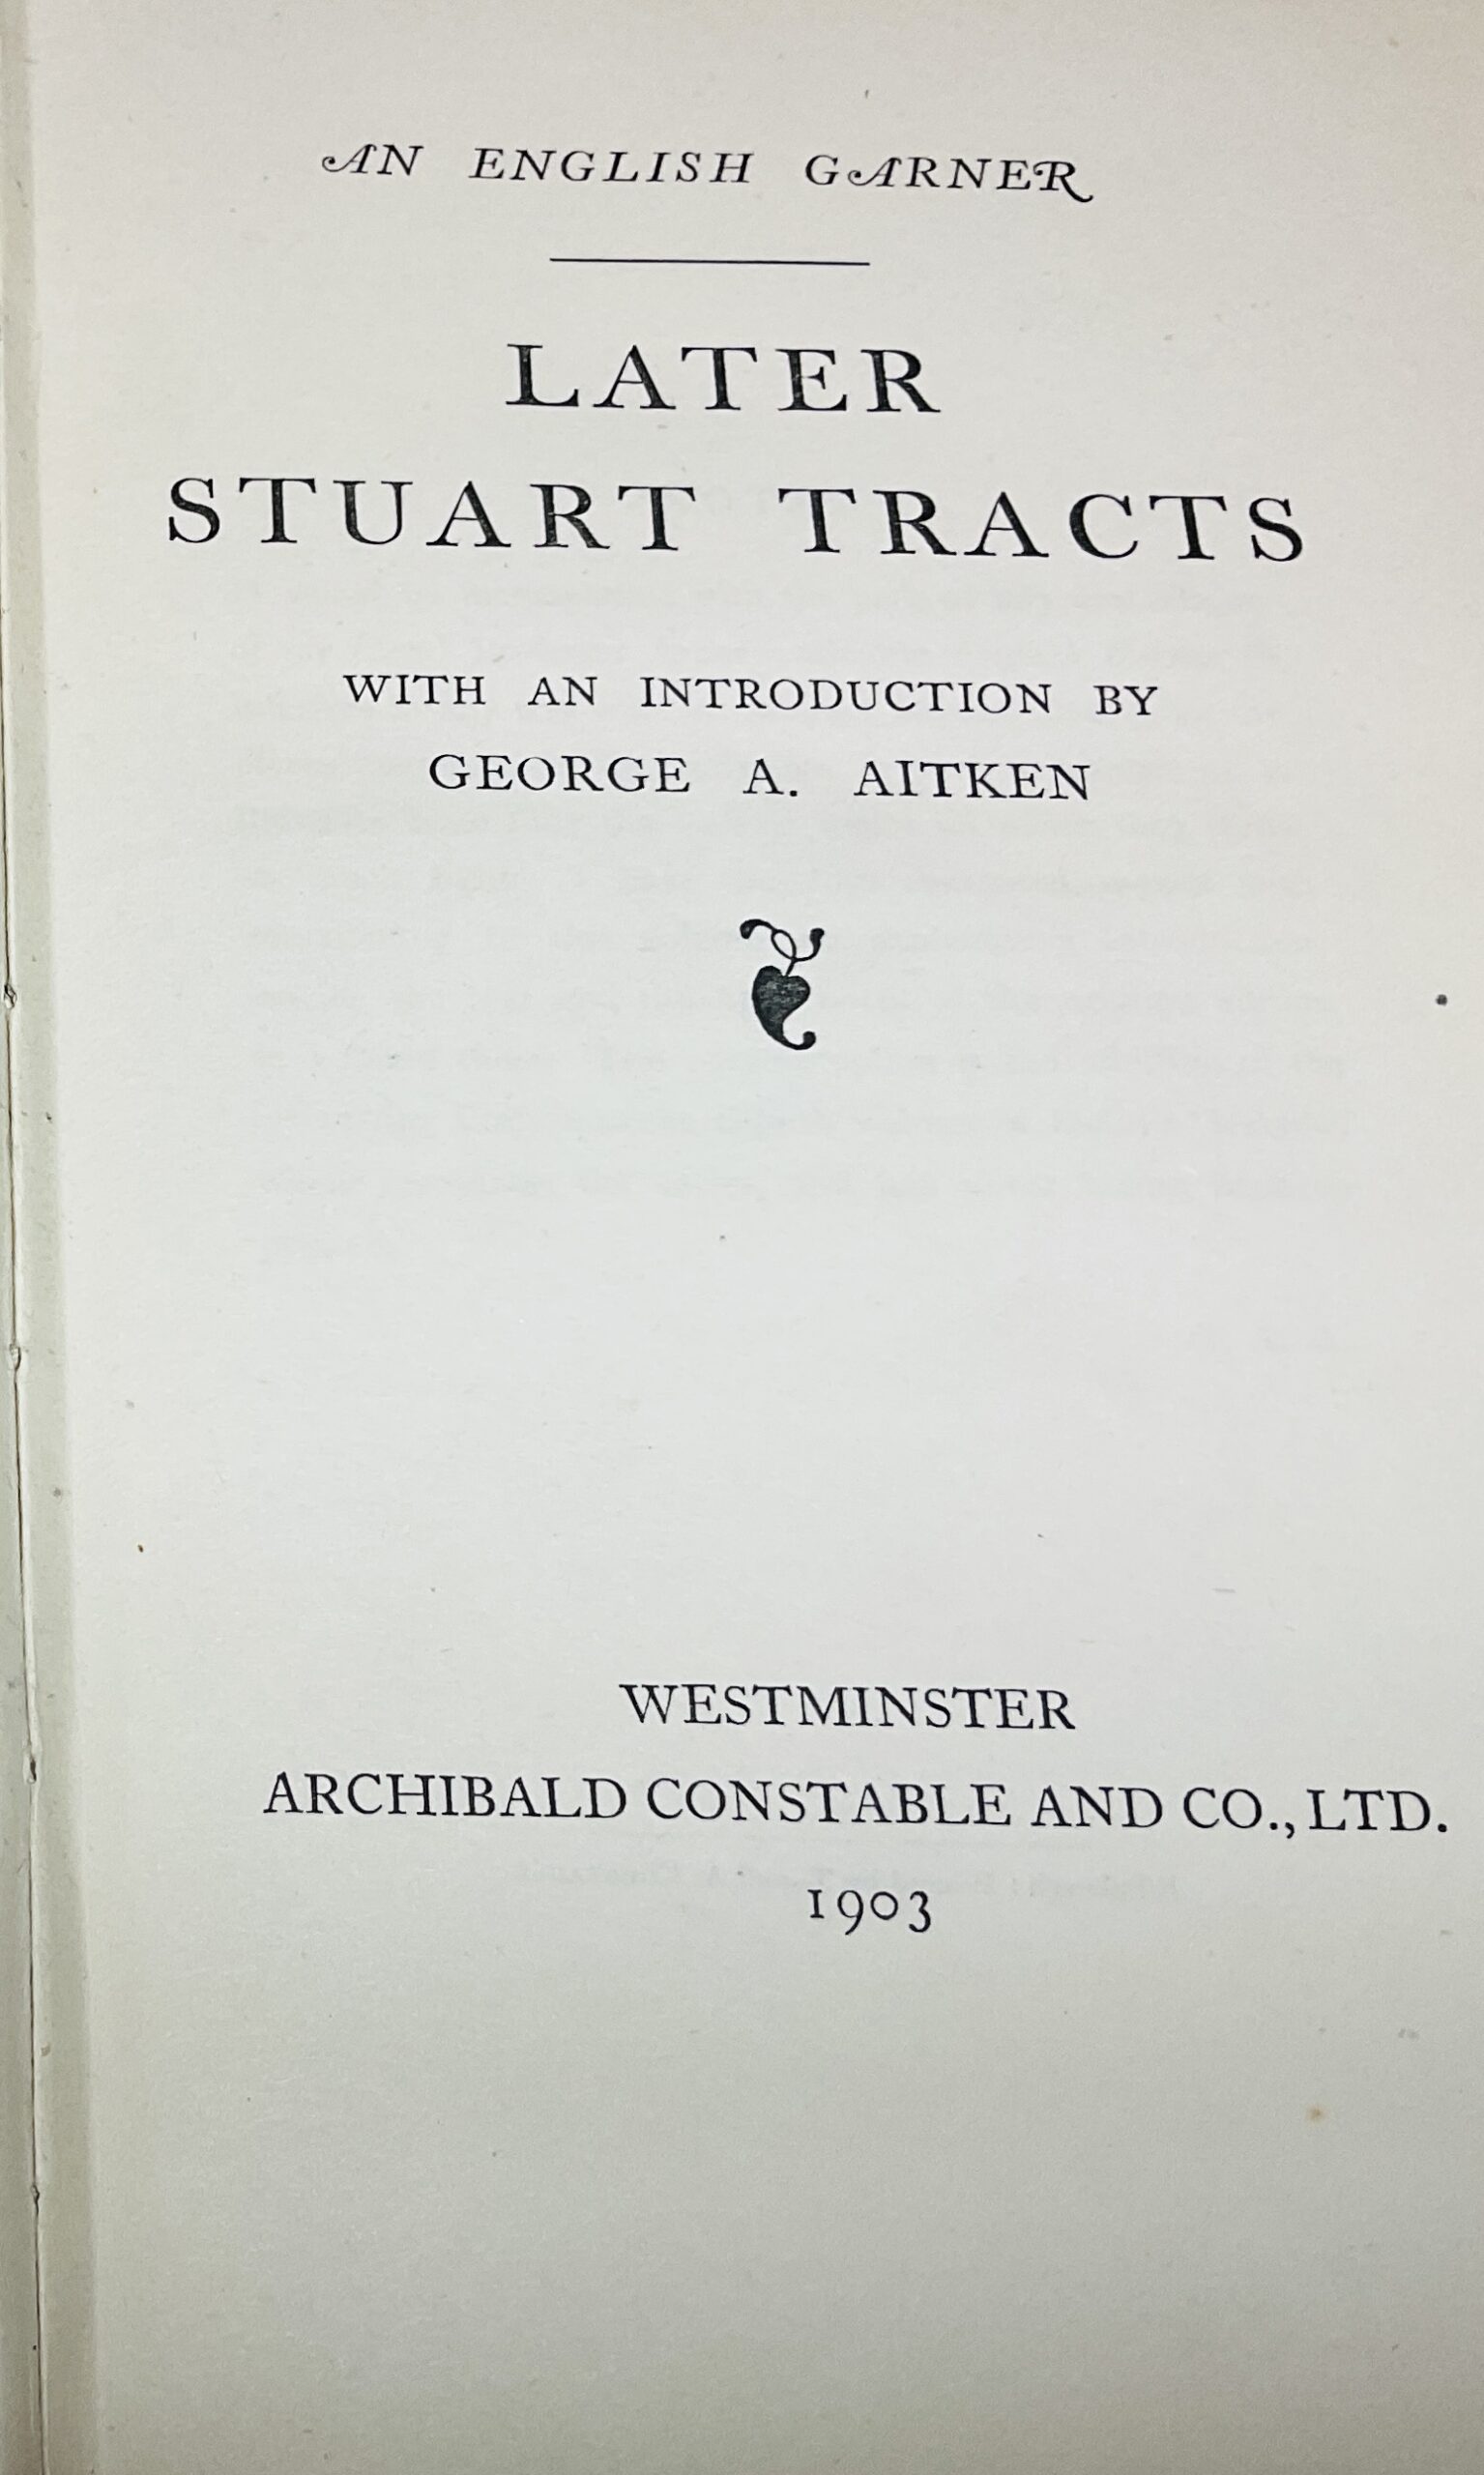 AN ENGLISH GARNER
LATER
STUART TRACTS
WITH AN INTRODUCTION BY
GEORGE A. AITKEN
WESTMINSTER
ARCHIBALD CONSTABLE AND CO., LTD.
1903